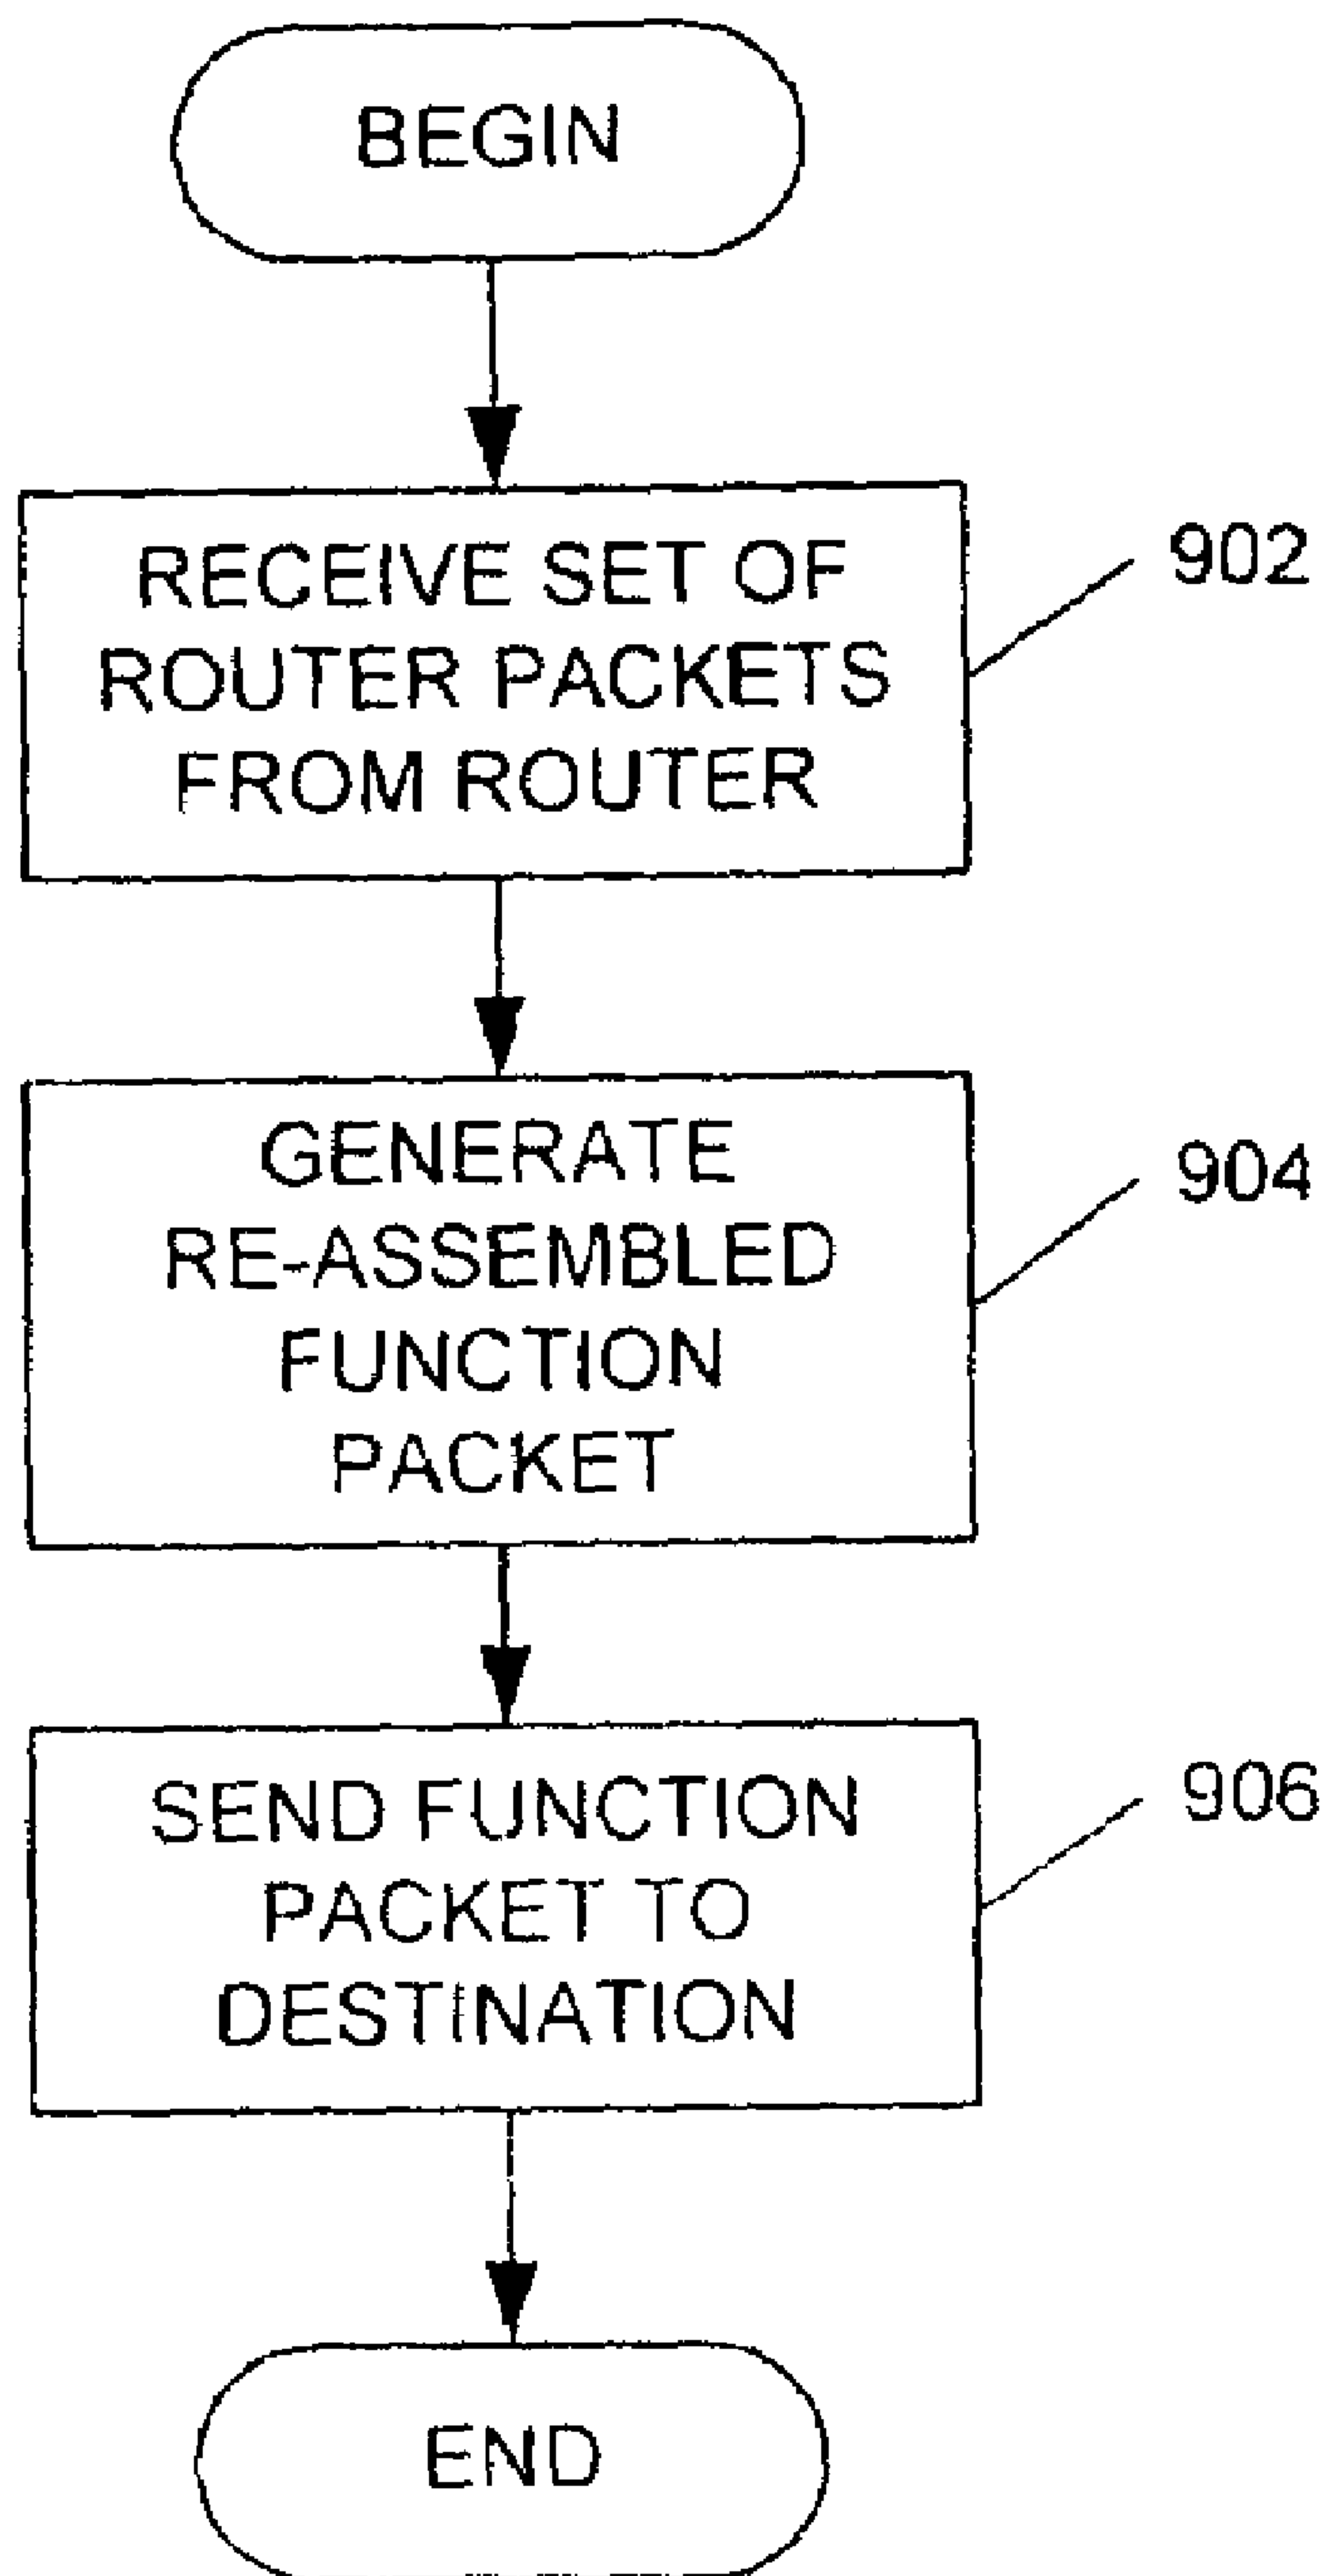 BEGIN
RECEIVE SET OF
ROUTER PACKETS
FROM ROUTER
902
GENERATE
RE-ASSEMBLED
FUNCTION
PACKET
904
SEND FUNCTION
PACKET TO
DESTINATION
906
END